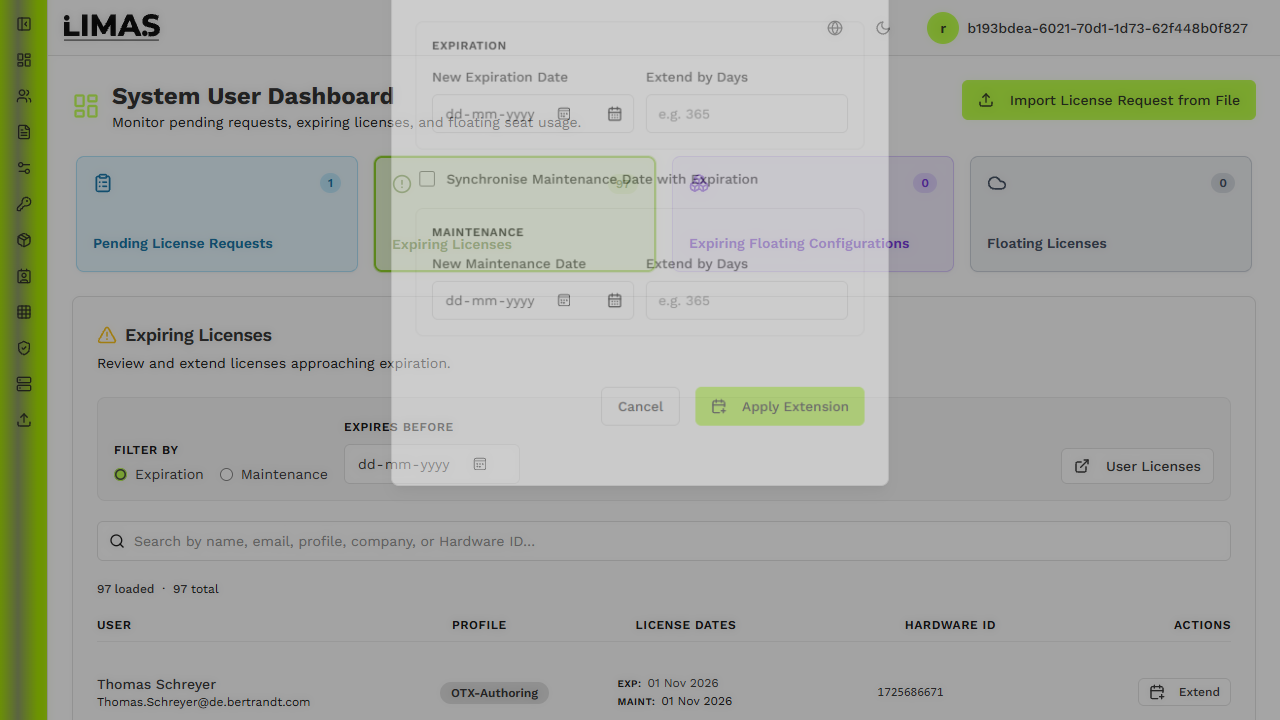 LIMAS
r
b193bdea-6021-70d1-1d73-62f448b0f827
System User Dashboard
Monitor pending requests, expiring licenses, and floating seat usage.
Import License Request from File
EXPIRATION
New Expiration Date
Extend by Days
dd-mm-yyyy
e.g. 365
Synchronise Maintenance Date with Expiration
MAINTENANCE
New Maintenance Date
Extend by Days
dd-mm-yyyy
e.g. 365
Cancel
Apply Extension
1
Pending License Requests
97
Expiring Licenses
0
Expiring Floating Configurations
0
Floating Licenses
Expiring Licenses
Review and extend licenses approaching expiration.
FILTER BY
Expiration
Maintenance
EXPIRES BEFORE
dd-mm-yyyy
User Licenses
Search by name, email, profile, company, or Hardware ID...
97 loaded · 97 total
USER PROFILE LICENSE DATES HARDWARE ID ACTIONS
Thomas Schreyer
Thomas.Schreyer@de.bertrandt.com
OTX-Authoring
EXP: 01 Nov 2026
MAINT: 01 Nov 2026
1725686671
Extend